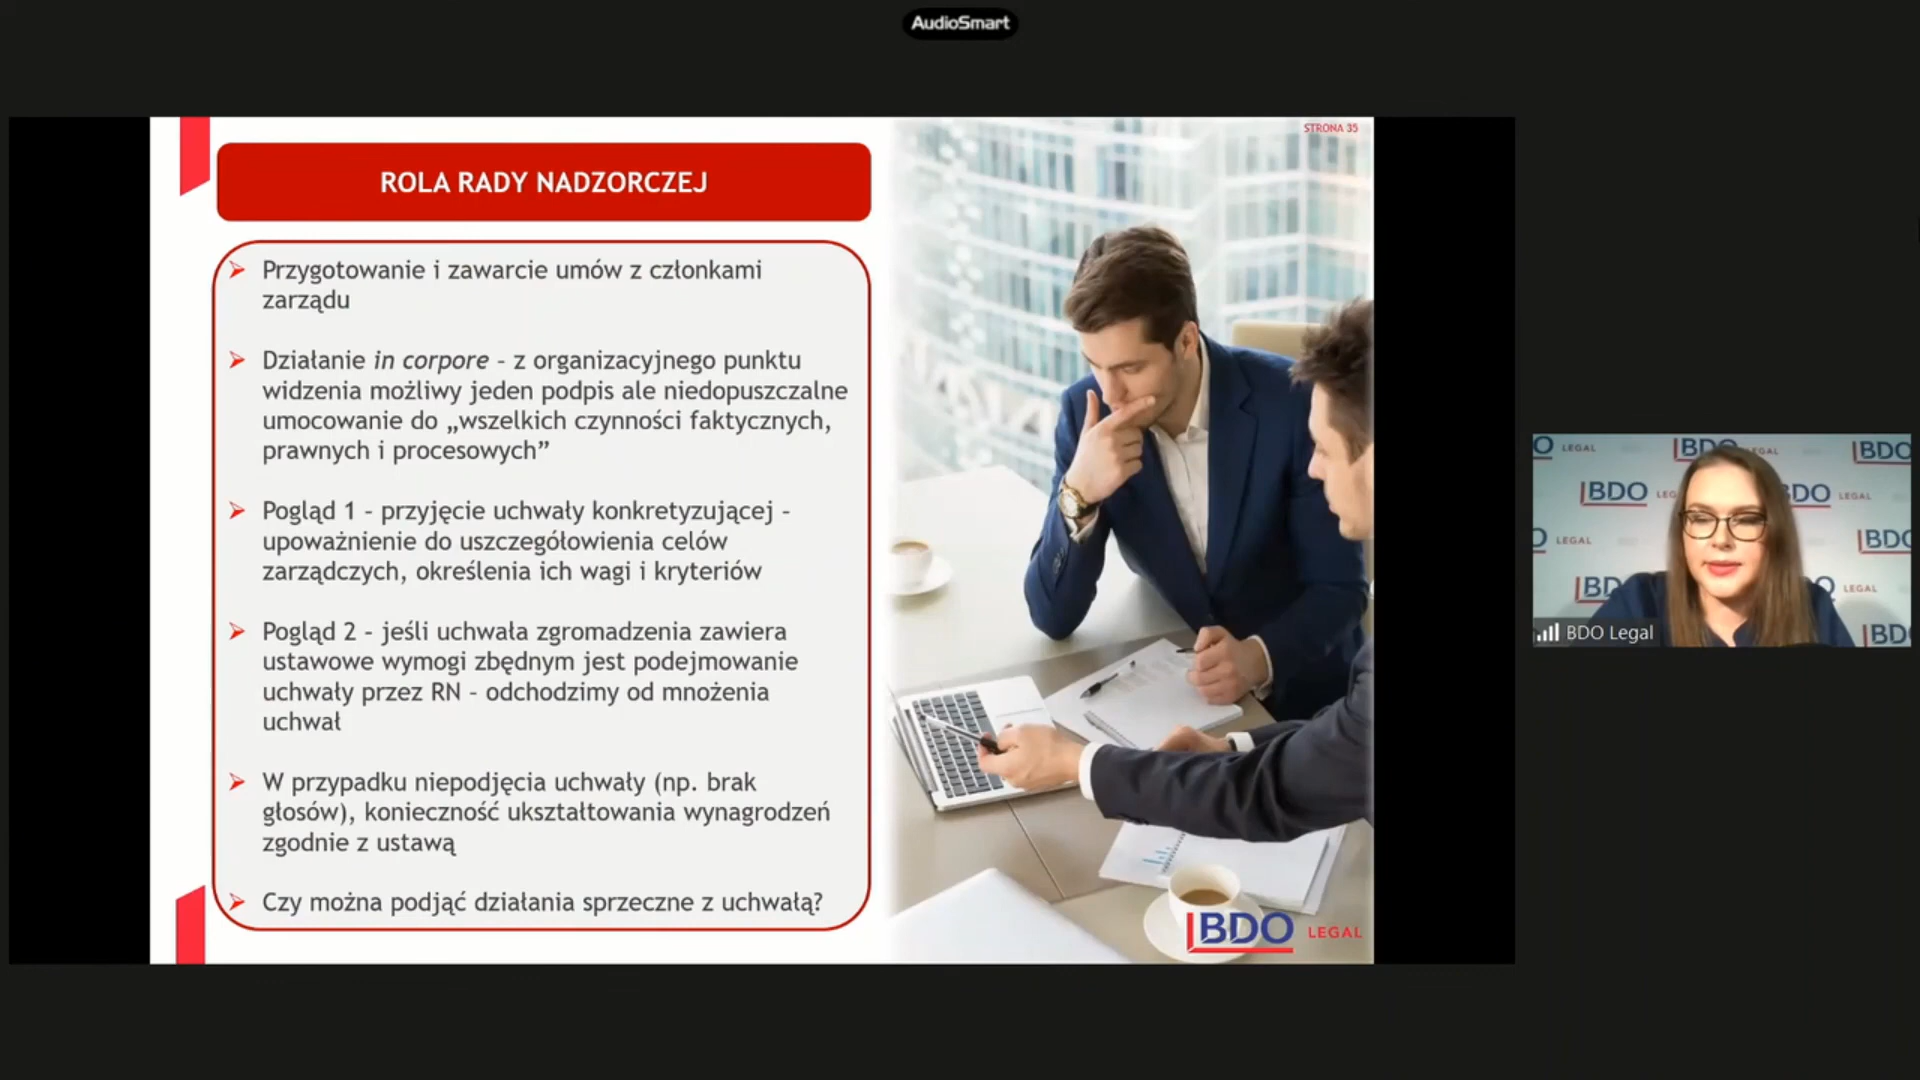 AudioSmart
STRONA 35
ROLA RADY NADZORCZEJ
Przygotowanie i zawarcie umów z członkami
zarządu
Działanie in corpore – z organizacyjnego punktu
widzenia możliwy jeden podpis ale niedopuszczalne
umocowanie do „wszelkich czynności faktycznych,
prawnych i procesowych”
Pogląd 1 – przyjęcie uchwały konkretyzującej –
upoważnienie do uszczegółowienia celów
zarządczych, określenia ich wagi i kryteriów
Pogląd 2 – jeśli uchwała zgromadzenia zawiera
ustawowe wymogi zbędnym jest podejmowanie
uchwały przez RN – odchodzimy od mnożenia
uchwał
W przypadku niepodjęcia uchwały (np. brak
głosów), konieczność ukształtowania wynagrodzeń
zgodnie z ustawą
Czy można podjąć działania sprzeczne z uchwałą?
BDO LEGAL
BDO LEGAL
BDO Legal